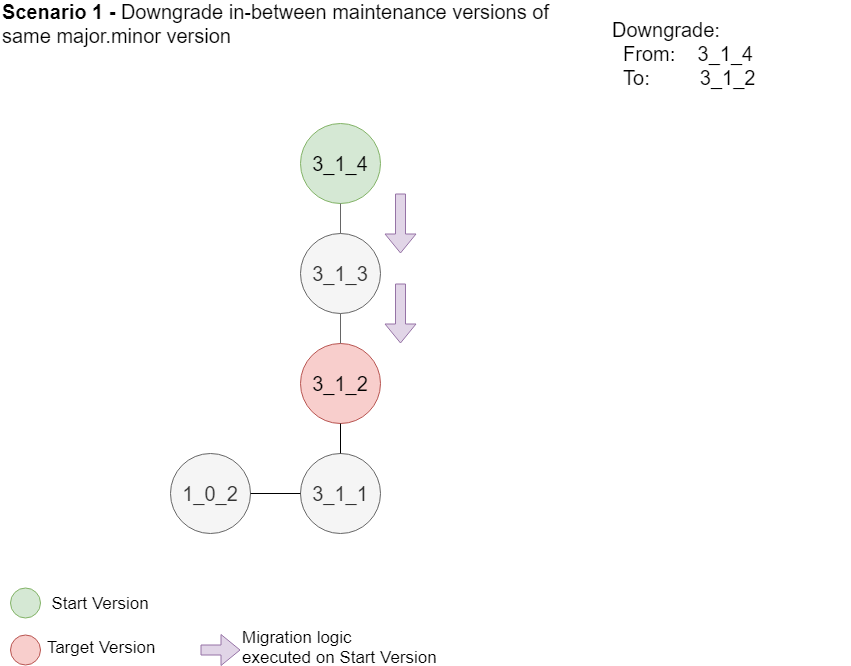 Scenario 1 - Downgrade in-between maintenance versions of
same major.minor version
Downgrade:
From: 3_1_4
To: 3_1_2
3_1_4
3_1_3
3_1_2
1_0_2
3_1_1
Start Version
Target Version
Migration logic
executed on Start Version